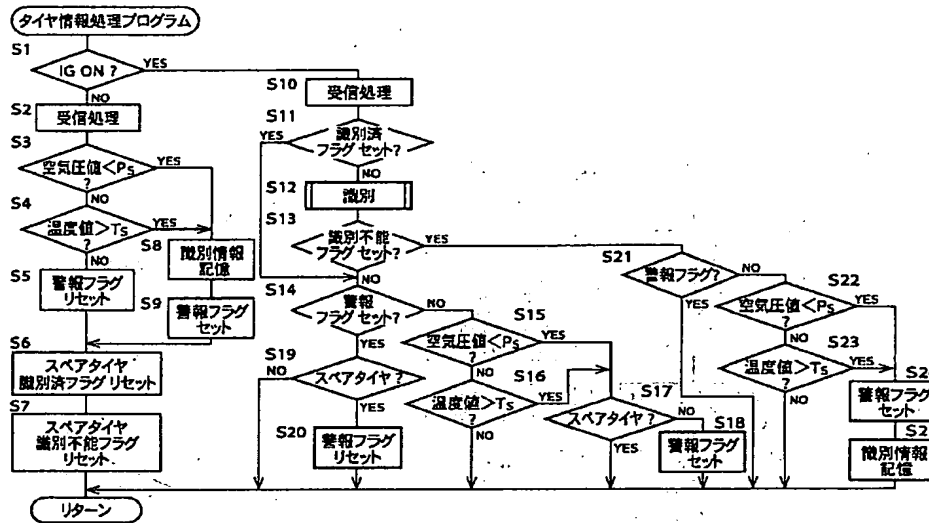 タイヤ情報処理プログラム
S1
IG ON ?
YES
NO
S2
受信処理
S3
空気圧値<PS
?
YES
NO
S4
温度値>TS
?
YES
NO
S5
警報フラグ
リセット
S8
識別情報
記憶
S9
警報フラグ
セット
S6
スペアタイヤ
識別済フラグ リセット
S7
スペアタイヤ
識別不能フラグ
リセット
リターン
S10
受信処理
S11
識別済
フラグ セット?
YES
NO
S12
識別
S13
識別不能
フラグ セット?
YES
NO
S14
警報
フラグ セット?
NO
YES
S19
スペアタイヤ ?
NO
YES
S20
警報フラグ
リセット
S15
空気圧値<PS
?
YES
NO
S16
温度値>TS
?
YES
NO
S17
スペアタイヤ ?
NO
YES
S18
警報フラグ
セット
S21
警報フラグ?
NO
YES
S22
空気圧値<PS
?
YES
NO
S23
温度値>TS
?
YES
NO
警報フラグ
セット
識別情報
記憶